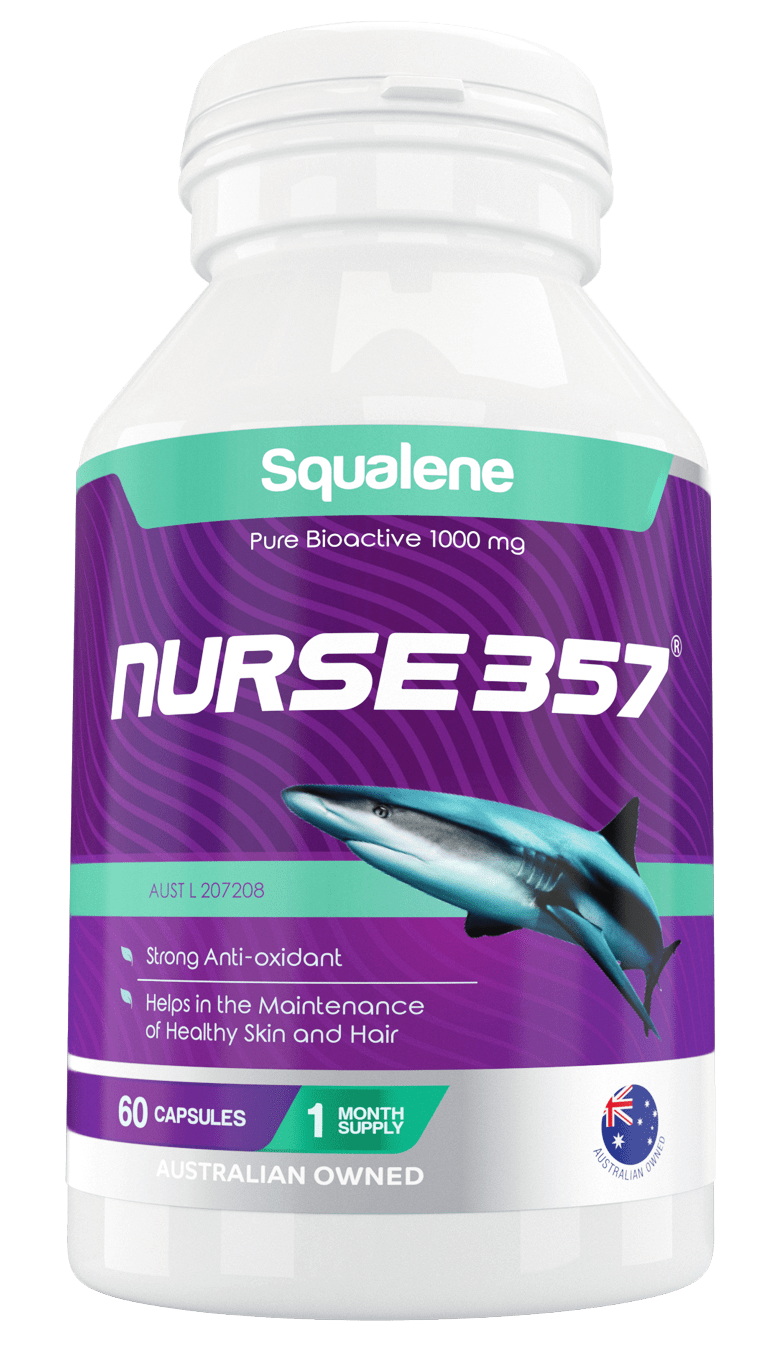 Squalene
Pure Bioactive 1000 mg
NURSE 357®
AUST L 207208
Strong Anti-oxidant
Helps in the Maintenance
of Healthy Skin and Hair
60 CAPSULES
1 MONTH
SUPPLY
AUSTRALIAN OWNED
AUSTRALIAN OWNED